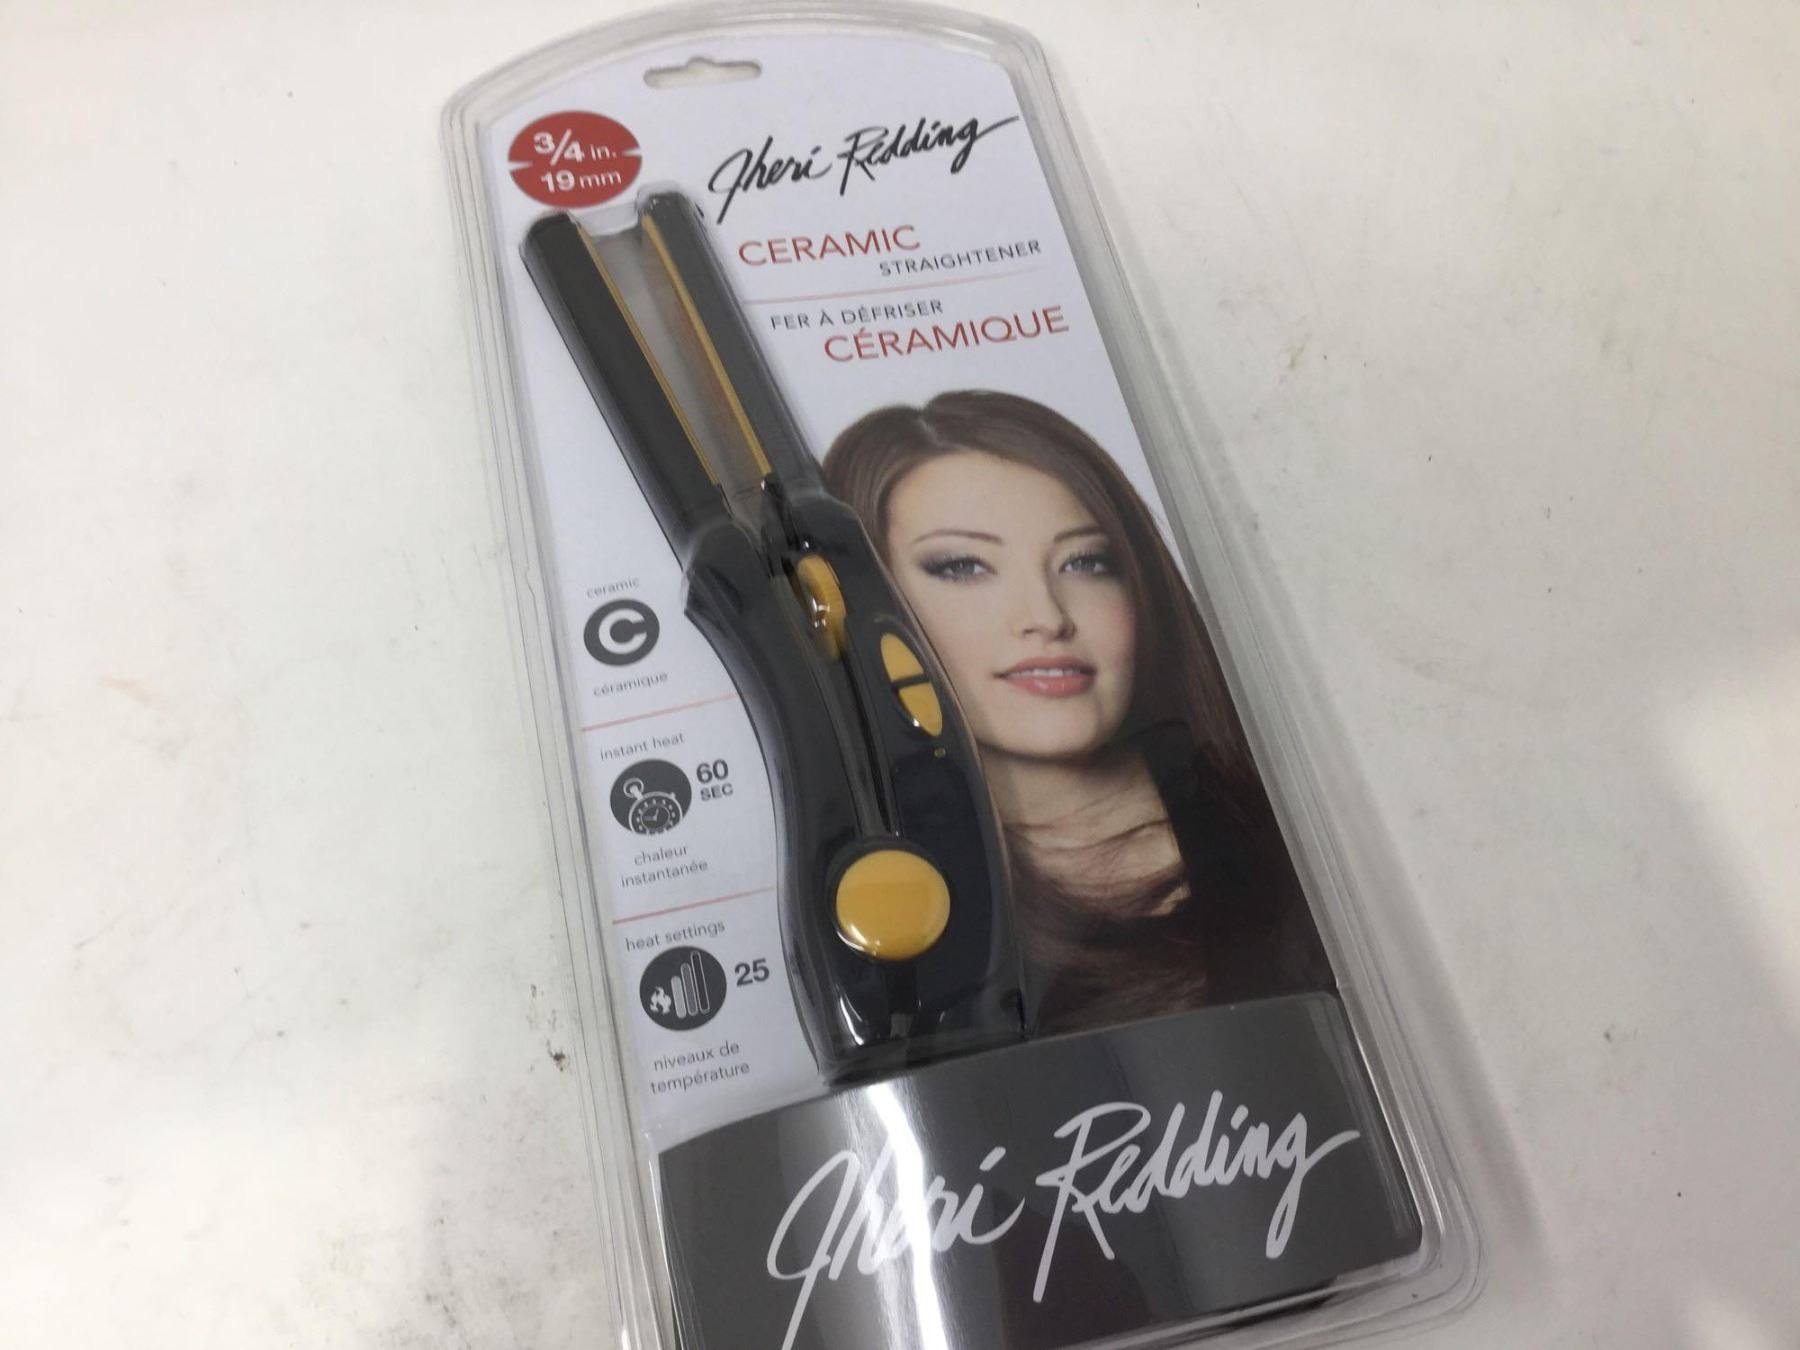 3/4 in.
19 mm
Jheri Redding
CERAMIC
STRAIGHTENER
FER À DÉFRISER
CÉRAMIQUE
ceramic
C
céramique
instant heat
60
SEC
chaleur
instantanée
heat settings
25
niveaux de
température
Jheri Redding